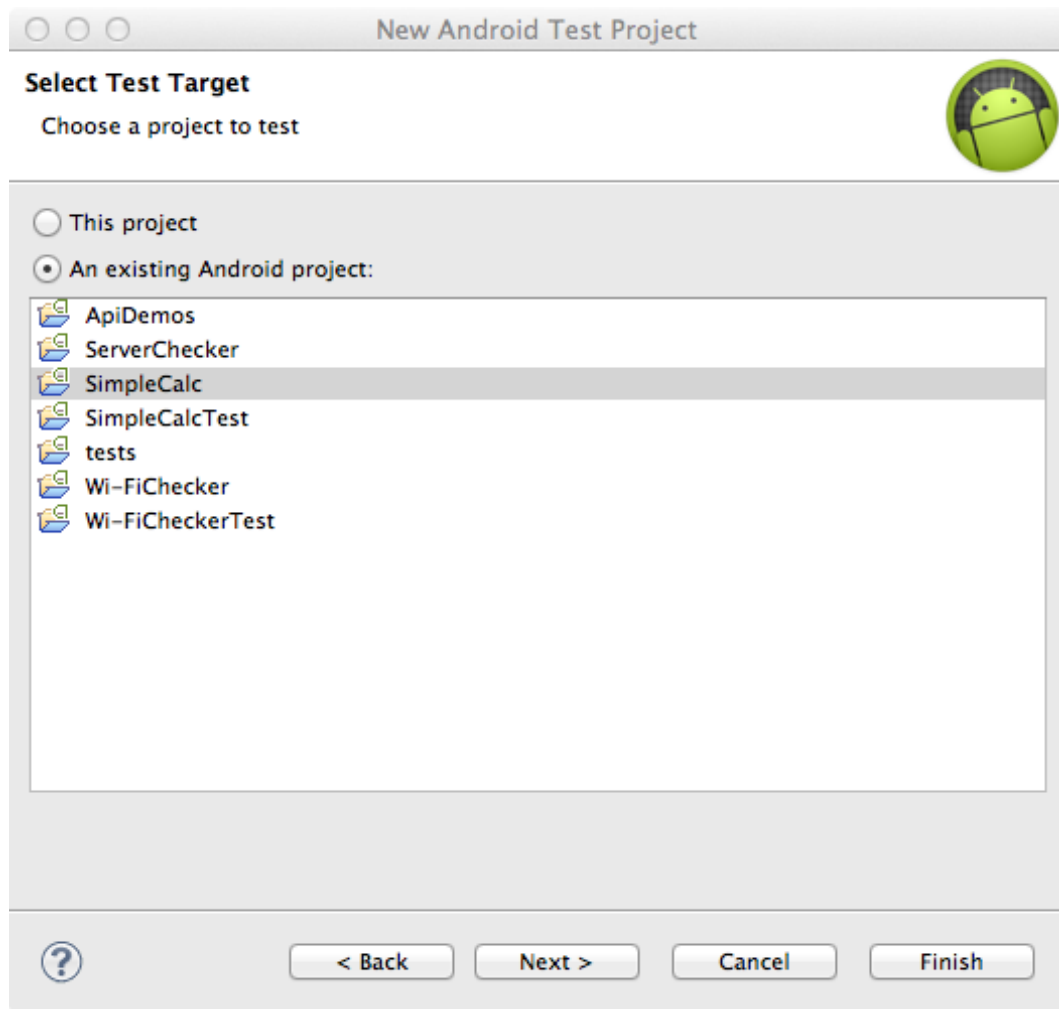 New Android Test Project
Select Test Target
Choose a project to test
This project
An existing Android project:
ApiDemos
ServerChecker
SimpleCalc
SimpleCalcTest
tests
Wi-FiChecker
Wi-FiCheckerTest
?
< Back
Next >
Cancel
Finish